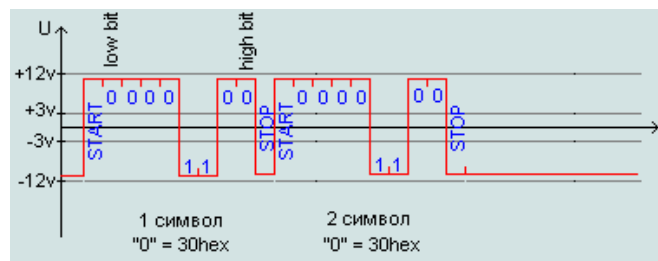 U
low bit
high bit
+12v
+3v
-3v
-12v
START
0 0 0 0
1 1
0 0
STOP
START
0 0 0 0
1 1
0 0
STOP
1 символ
2 символ
"0" = 30hex
"0" = 30hex